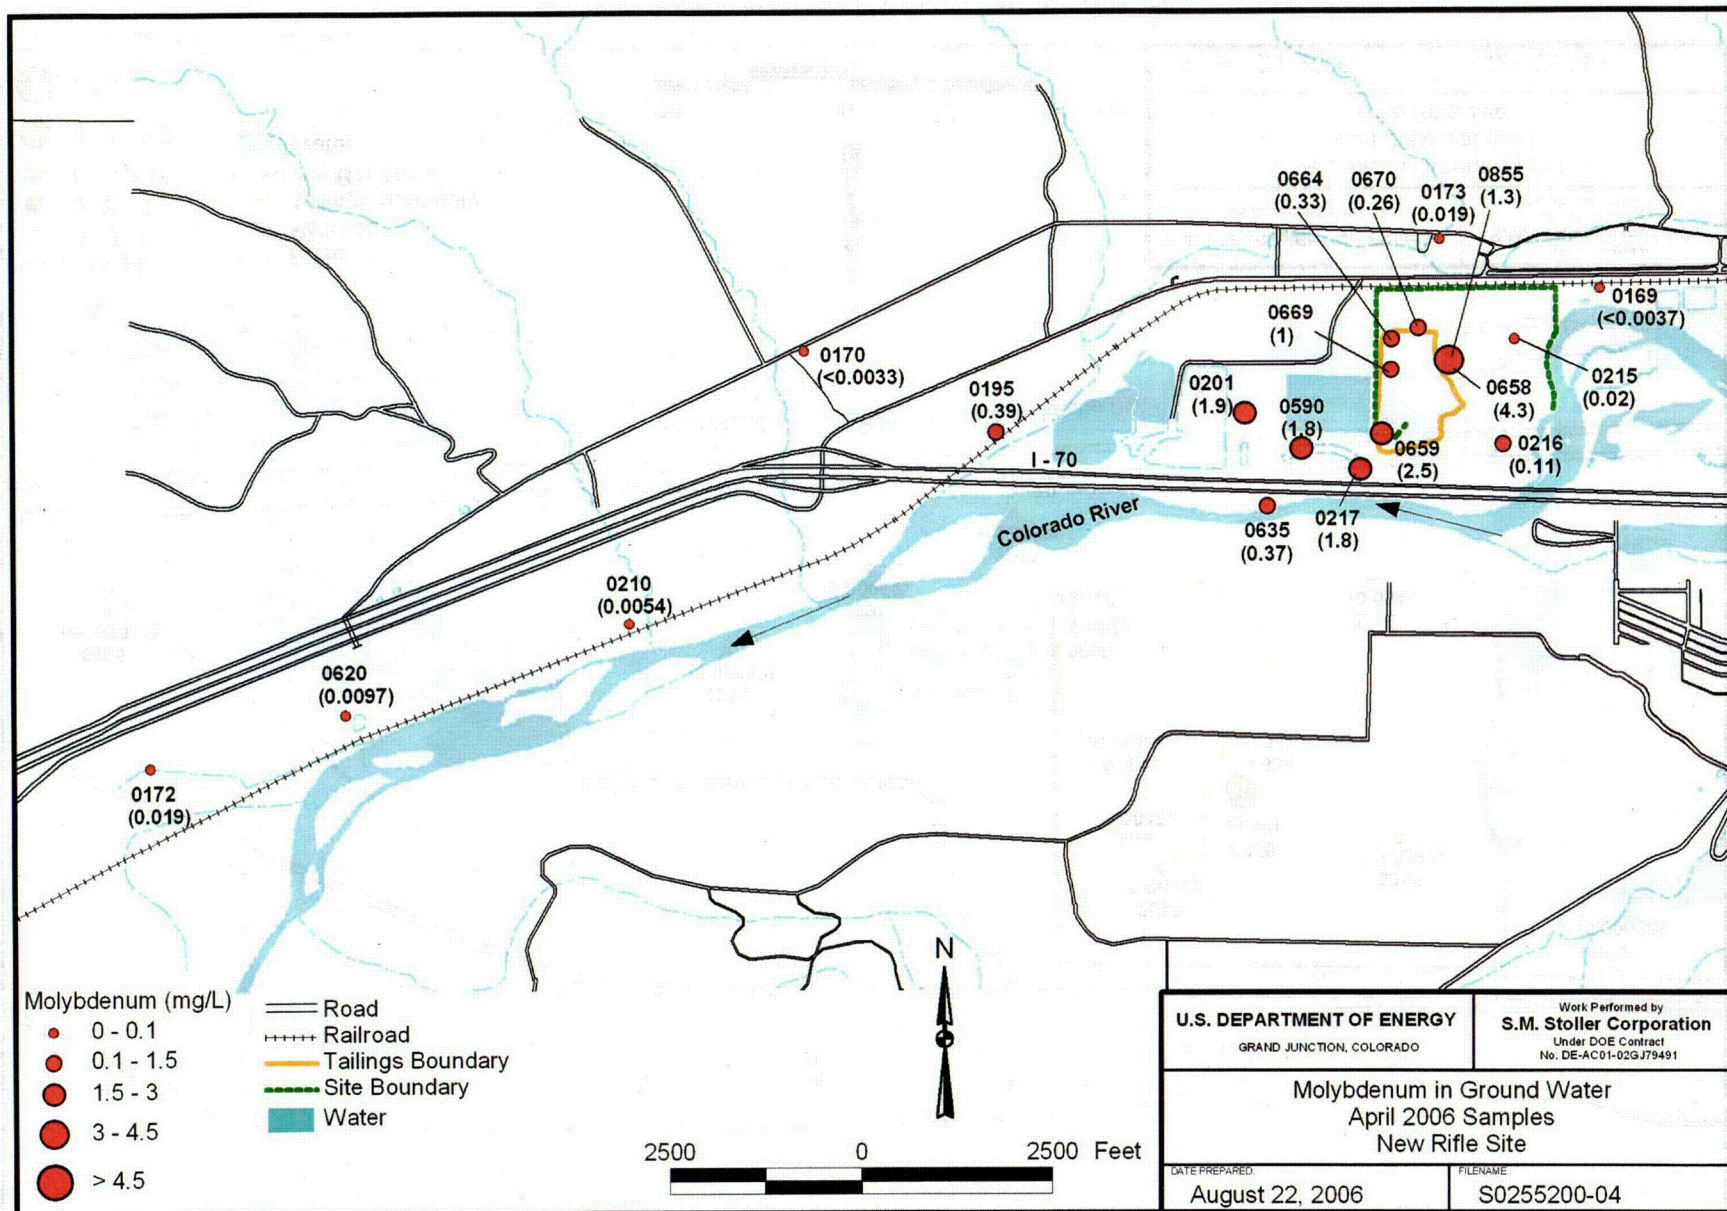 0664
(0.33)
0670
(0.26)
0173
(0.019)
0855
(1.3)
0169
(<0.0037)
0669
(1)
0170
(<0.0033)
0195
(0.39)
0201
(1.9)
0590
(1.8)
0658
(4.3)
0215
(0.02)
0659
(2.5)
0216
(0.11)
I - 70
Colorado River
0635
(0.37)
0217
(1.8)
0210
(0.0054)
0620
(0.0097)
0172
(0.019)
N
Molybdenum (mg/L)
0 - 0.1
0.1 - 1.5
1.5 - 3
3 - 4.5
> 4.5
Road
Railroad
Tailings Boundary
Site Boundary
Water
2500 0 2500 Feet
U.S. DEPARTMENT OF ENERGY
GRAND JUNCTION, COLORADO
Work Performed by
S.M. Stoller Corporation
Under DOE Contract
No. DE-AC01-02GJ79491
Molybdenum in Ground Water
April 2006 Samples
New Rifle Site
DATE PREPARED:
August 22, 2006
FILENAME
S0255200-04